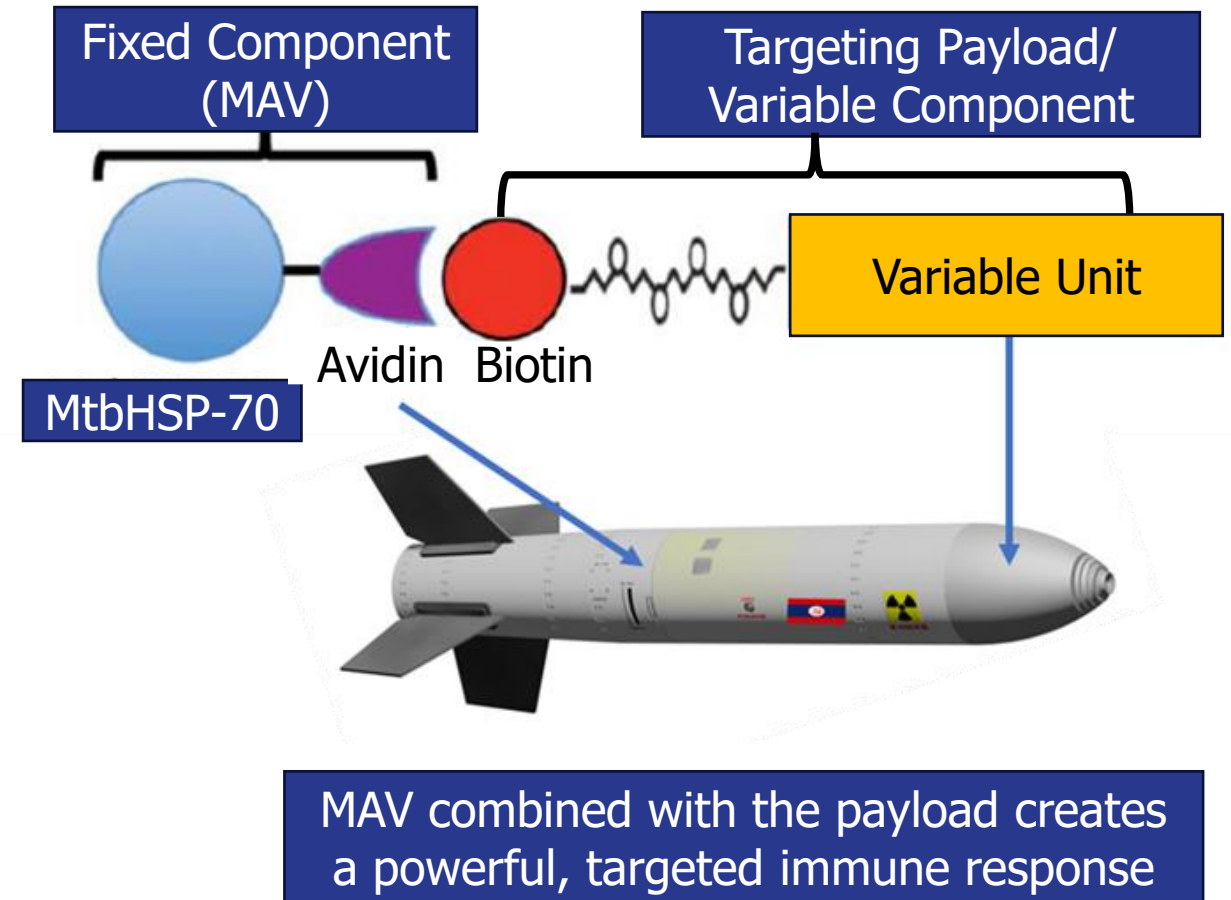 Fixed Component
(MAV)
Targeting Payload/
Variable Component
Variable Unit
Avidin Biotin
MtbHSP-70
MAV combined with the payload creates
a powerful, targeted immune response